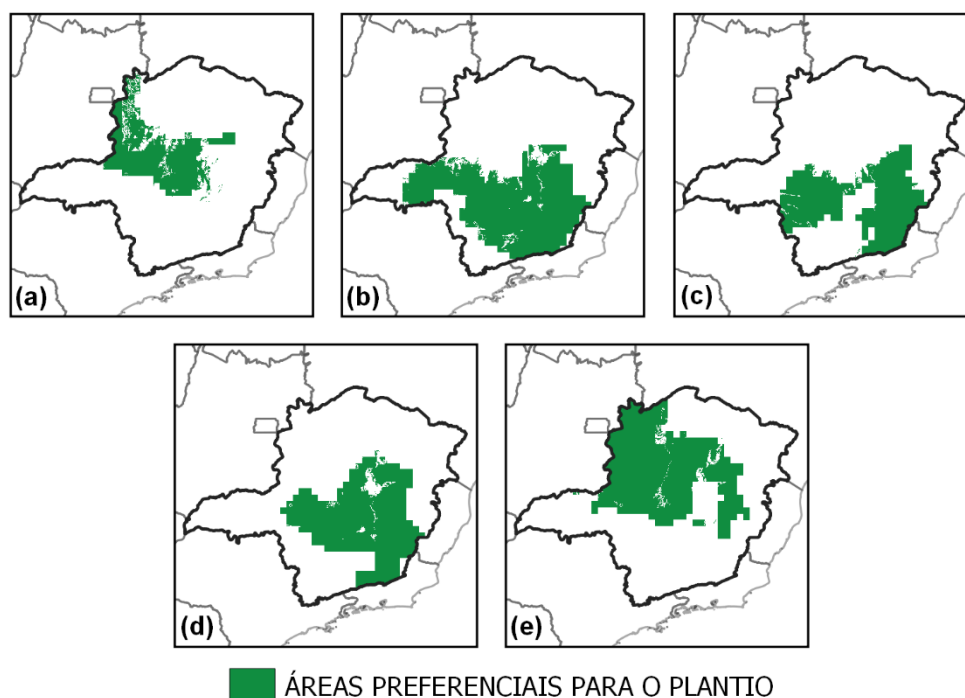 (a)
(b)
(c)
(d)
(e)
ÁREAS PREFERENCIAIS PARA O PLANTIO